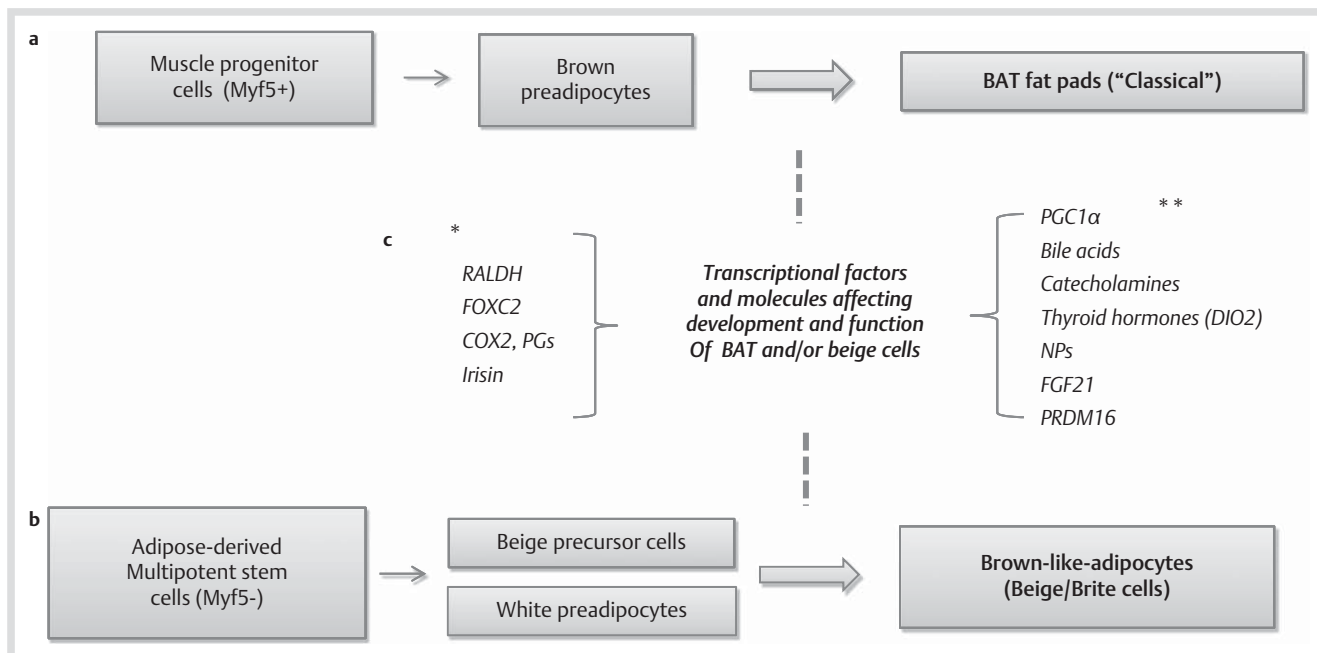 a
Muscle progenitor
cells (Myf5+)
Brown
preadipocytes
BAT fat pads (“Classical”)
c
*
RALDH
FOXC2
COX2, PGs
Irisin
Transcriptional factors
and molecules affecting
development and function
Of BAT and/or beige cells
PGC1α **
Bile acids
Catecholamines
Thyroid hormones (DIO2)
NPs
FGF21
PRDM16
b
Adipose-derived
Multipotent stem
cells (Myf5-)
Beige precursor cells
White preadipocytes
Brown-like-adipocytes
(Beige/Brite cells)